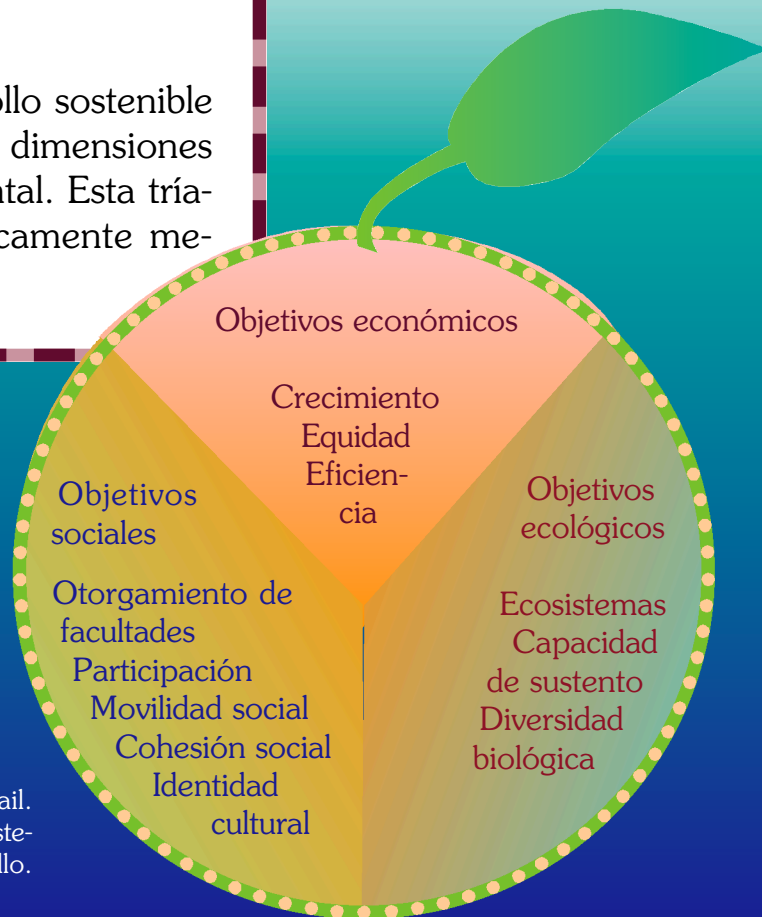 ollo sostenible
dimensiones
ntal. Esta tría-
camente me-
Objetivos económicos
Crecimiento
Equidad
Eficien-
cia
Objetivos
sociales
Otorgamiento de
facultades
Participación
Movilidad social
Cohesión social
Identidad
cultural
Objetivos
ecológicos
Ecosistemas
Capacidad
de sustento
Diversidad
biológica
ail.
ste-
llo.